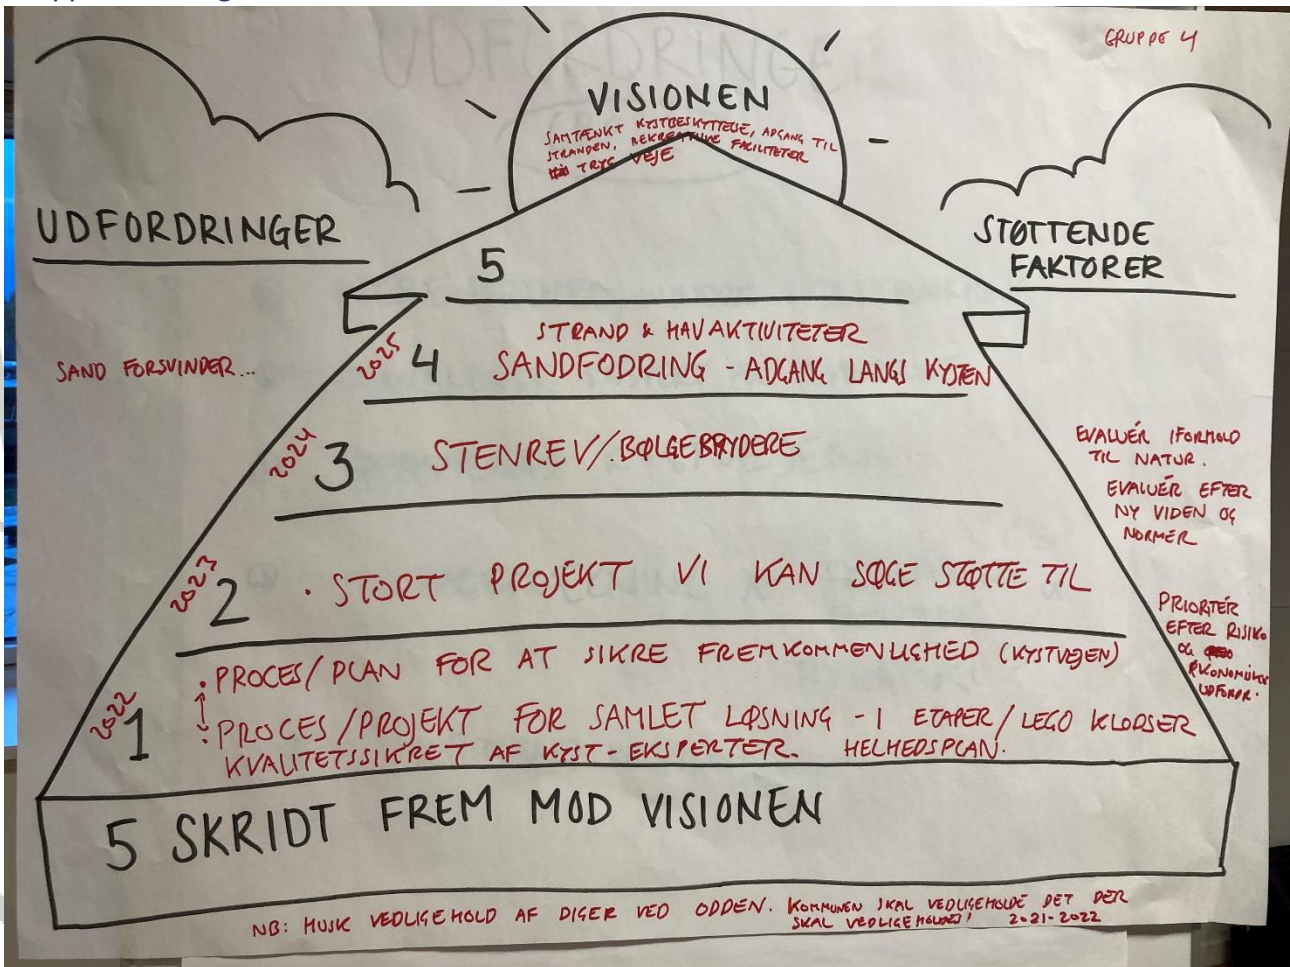 GRUPPE 4
VISIONEN
SAMTÆNKT KYSTBESKYTTELSE, ADGANG TIL
STRANDEN, REKREATIVE FACILITETER
TRYG VEJE
UDFORDRINGER
SAND FORSVINDER...
STØTTENDE
FAKTORER
EVALUÉR IFORHOLD
TIL NATUR.
EVALUÉR EFTER
NY VIDEN OG
NORMER
PRIORTÉR
EFTER RISIKO
OG
ØKONOMISKE
UDFORDR.
5
STRAND & HAVAKTIVITETER
2025 4 SANDFODRING - ADGANG LANGS KYSTEN
2024 3 STENREV/BØLGEBRYDERE
2023 2 · STORT PROJEKT VI KAN SØGE STØTTE TIL
2022 1
· PROCES/PLAN FOR AT SIKRE FREMKOMMENLIGHED (KYSTVEJEN)
· PROCES/PROJEKT FOR SAMLET LØSNING - I ETAPER/LEGO KLODSER
KVALITETSSIKRET AF KYST-EKSPERTER. HELHEDSPLAN.
5 SKRIDT FREM MOD VISIONEN
NB: HUSK VEDLIGEHOLD AF DIGER VED ODDEN. KOMMUNEN SKAL VEDLIGEHOLDE DET DER
SKAL VEDLIGEHOLDES! 2021-2022